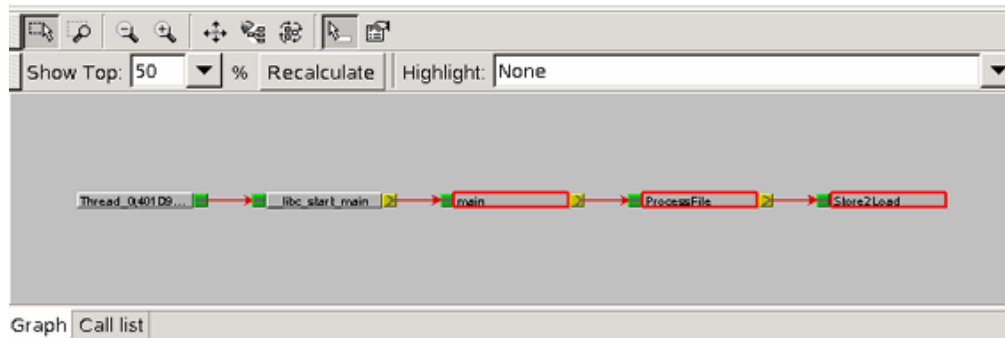 Show Top: 50 % Recalculate Highlight: None
Thread_0(401D9... __libc_start_main main ProcessFile Store2Load
Graph Call list